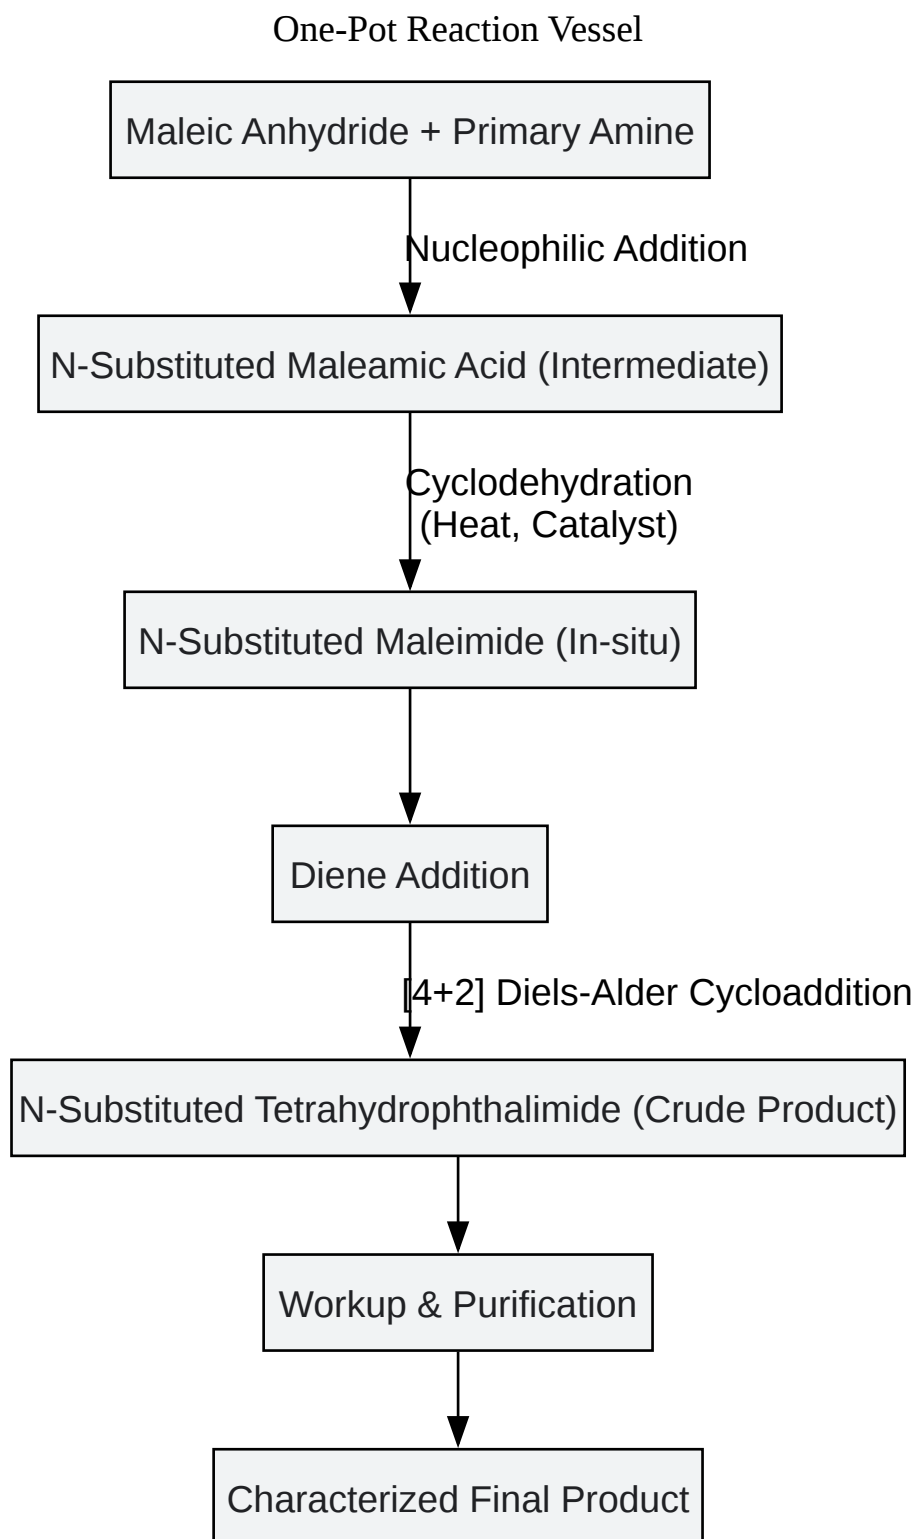 One-Pot Reaction Vessel
Maleic Anhydride + Primary Amine
Nucleophilic Addition
N-Substituted Maleamic Acid (Intermediate)
Cyclodehydration
(Heat, Catalyst)
N-Substituted Maleimide (In-situ)
Diene Addition
[4+2] Diels-Alder Cycloaddition
N-Substituted Tetrahydrophthalimide (Crude Product)
Workup & Purification
Characterized Final Product